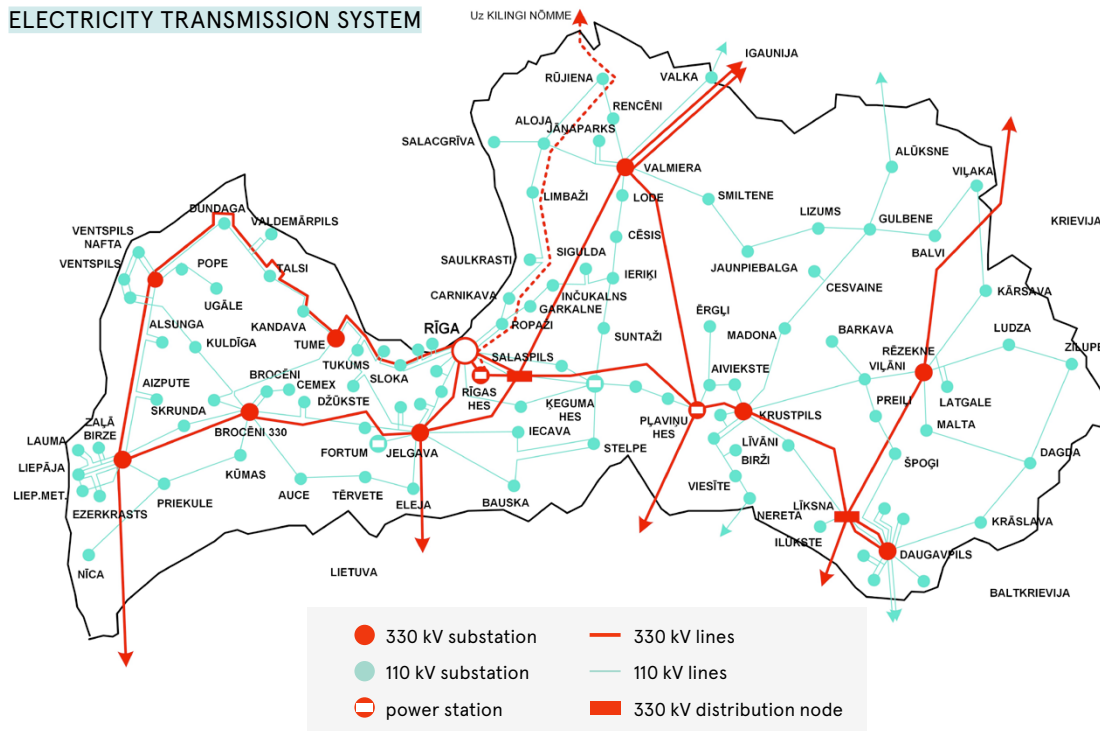 ELECTRICITY TRANSMISSION SYSTEM
Uz KILINGI NÕMME
IGAUNIJA
RŪJIENA
VALKA
RENCĒNI
ALOJA
JĀNAPARKS
SALACGRĪVA
ALŪKSNE
VIĻAKA
VALMIERA
LIMBAŽI
LODE
SMILTENE
DUNDAGA
VALDEMĀRPILS
LIZUMS
GULBENE
KRIEVIJA
VENTSPILS
NAFTA
CĒSIS
BALVI
VENTSPILS
POPE
TALSI
SAULKRASTI
SIGULDA
IERIĶI
JAUNPIEBALGA
UGĀLE
CARNIKAVA
INČUKALNS
GARKALNE
CESVAINE
KĀRSAVA
ALSUNGA
KANDAVA
RĪGA
ROPAŽI
ĒRGĻI
KULDĪGA
TUME
SUNTAŽI
MADONA
BARKAVA
LUDZA
ZILUPE
TUKUMS
SALASPILS
RĒZEKNE
VIĻĀNI
BROCĒNI
CEMEX
SLOKA
AIVIEKSTE
AIZPUTE
DŽŪKSTE
RĪGAS
HES
ĶEGUMA
HES
PĻAVIŅU
HES
KRUSTPILS
PREIĻI
LATGALE
SKRUNDA
ZAĻĀ
BIRZE
BROCĒNI 330
MALTA
LAUMA
FORTUM
JELGAVA
IECAVA
STELPE
LĪVĀNI
BIRŽI
ŠPOĢI
DAGDA
LIEPĀJA
KŪMAS
LIEP.MET.
PRIEKULE
AUCE
TĒRVETE
ELEJA
BAUSKA
VIESĪTE
EZERKRASTS
NERETA
LĪKSNA
ILŪKSTE
KRĀSLAVA
DAUGAVPILS
NĪCA
LIETUVA
BALTKRIEVIJA
330 kV substation
330 kV lines
110 kV substation
110 kV lines
power station
330 kV distribution node